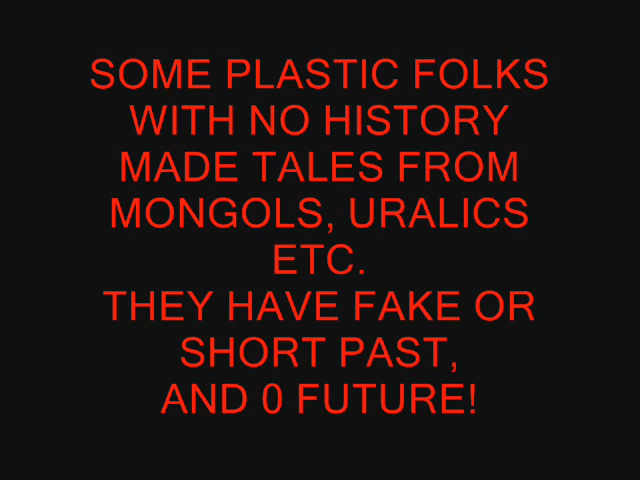 SOME PLASTIC FOLKS
WITH NO HISTORY
MADE TALES FROM
MONGOLS, URALICS
ETC.
THEY HAVE FAKE OR
SHORT PAST,
AND 0 FUTURE!